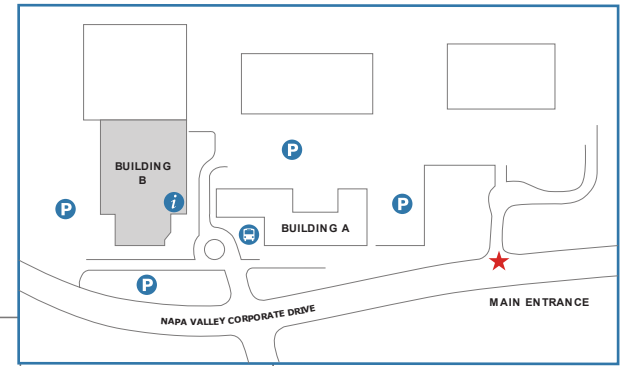 P
BUILDING
B
i
P
P
BUILDING A
P
MAIN ENTRANCE
NAPA VALLEY CORPORATE DRIVE